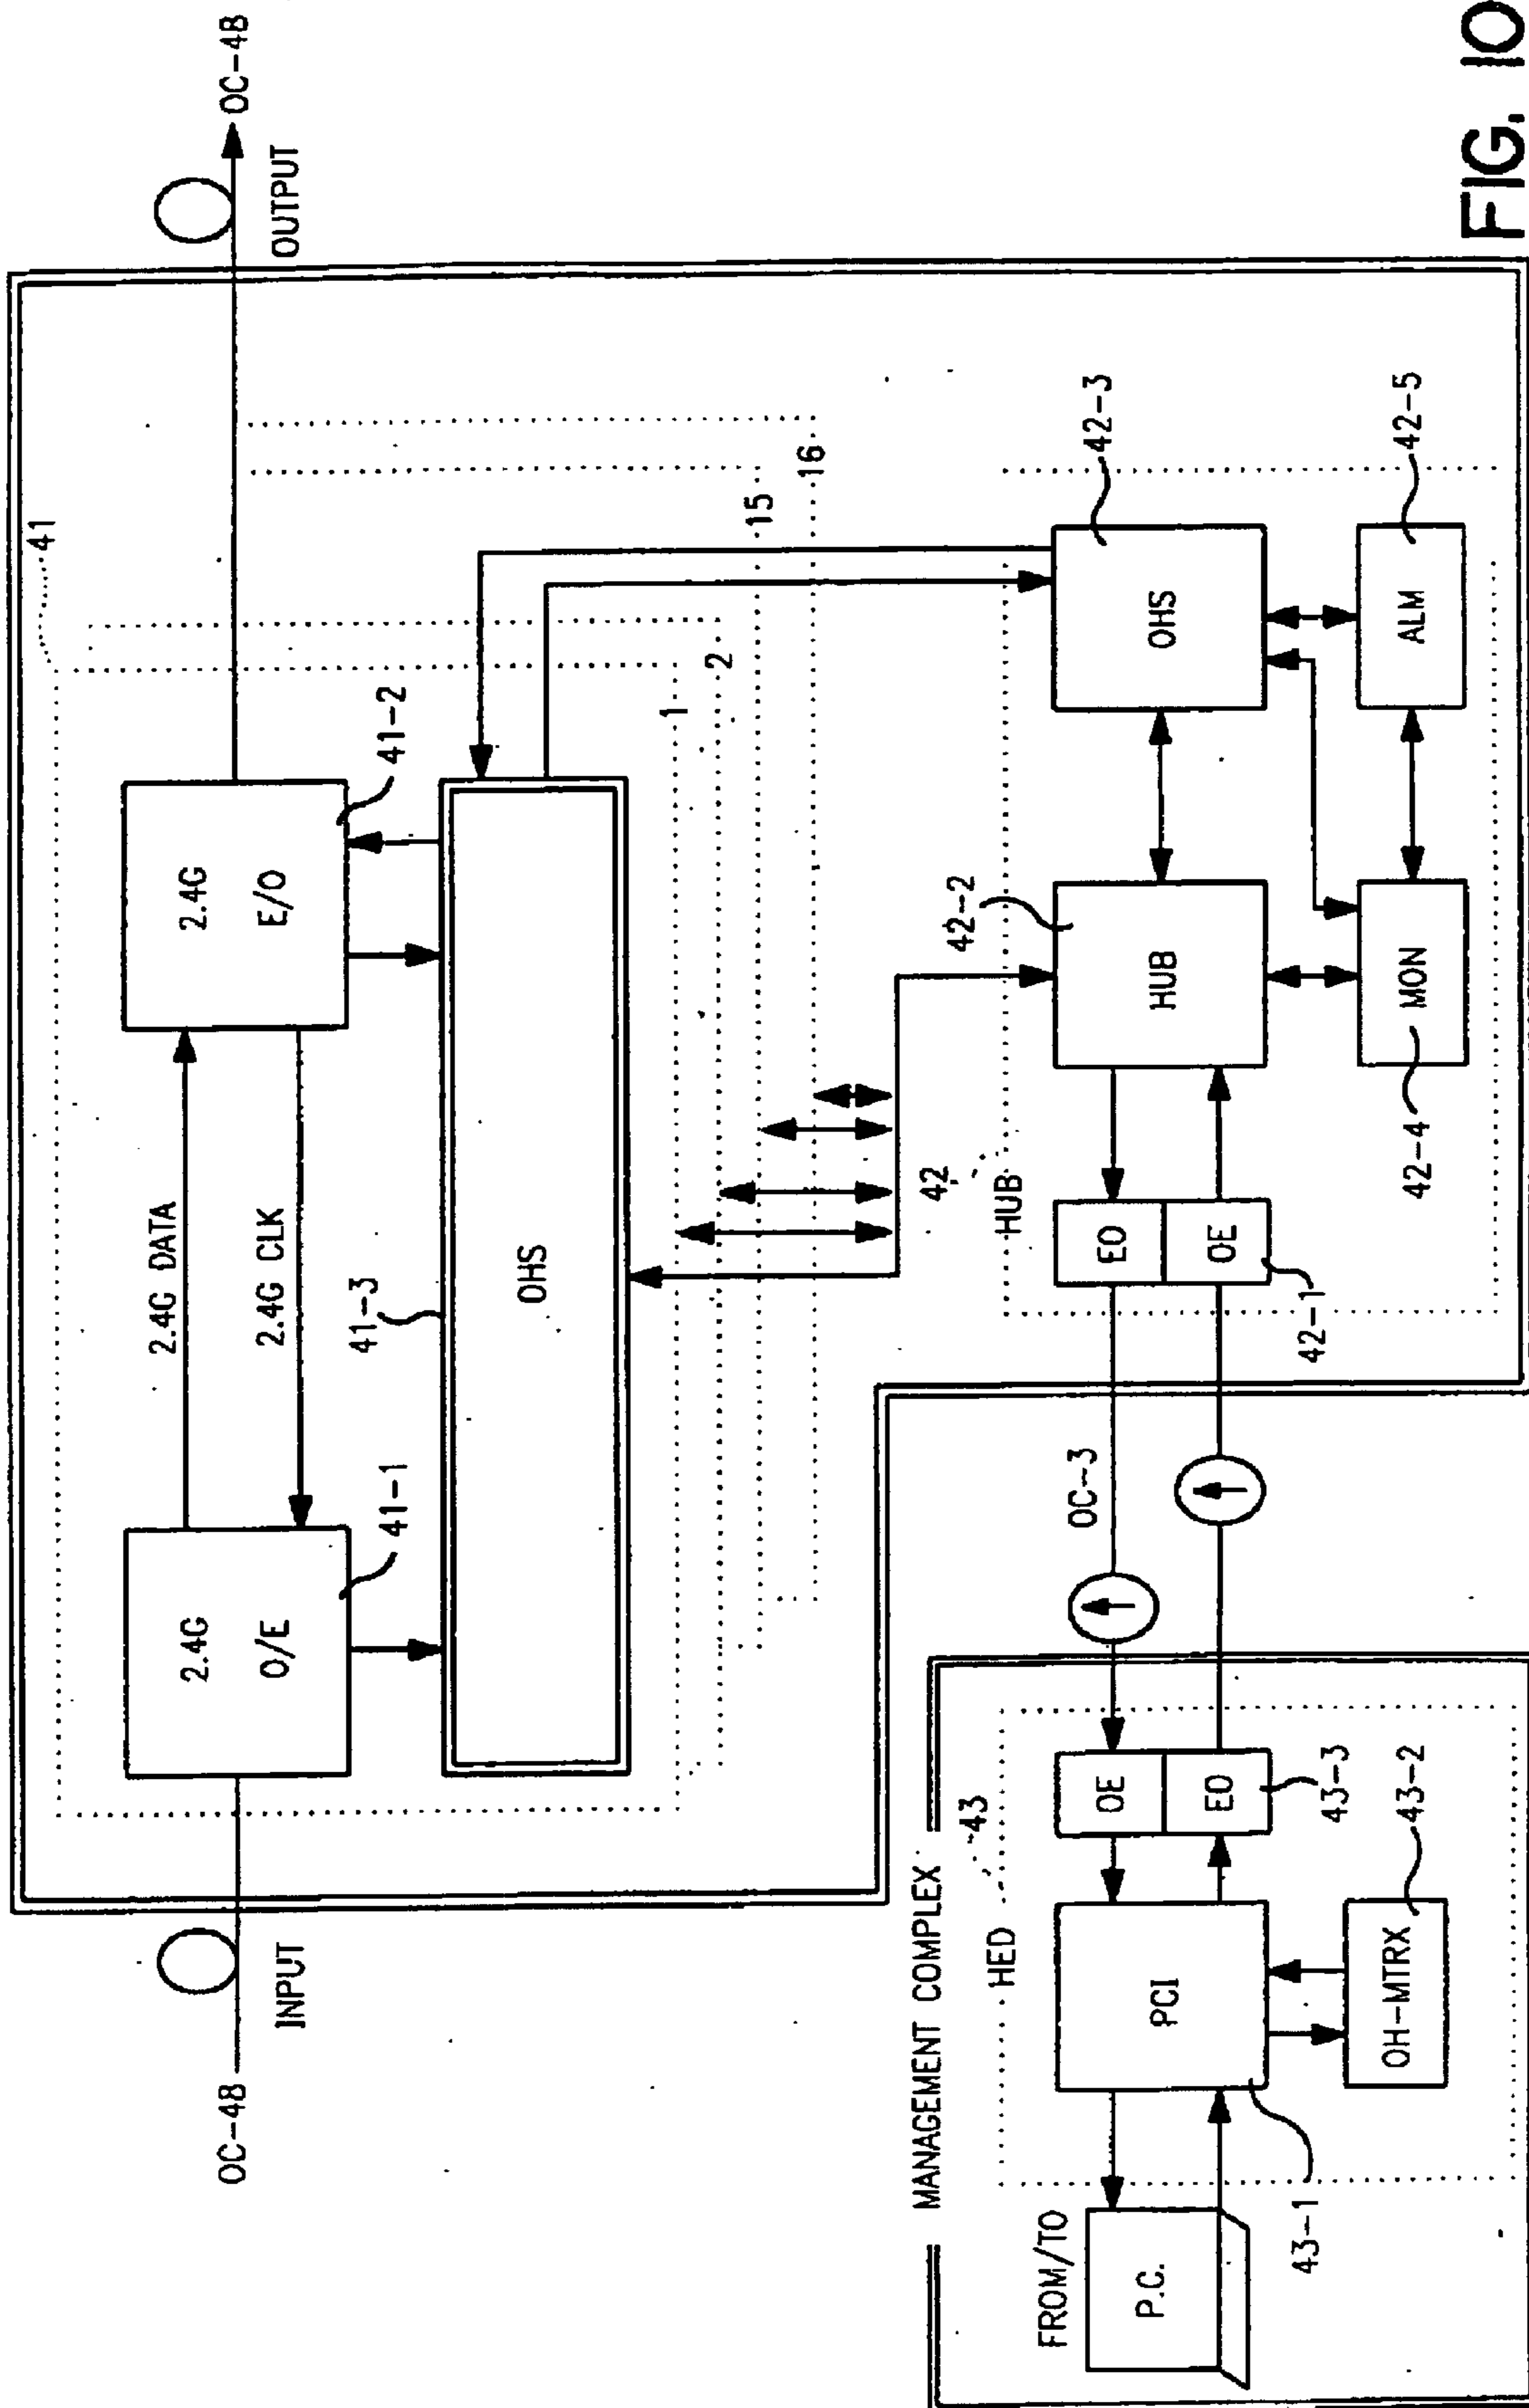 OC-48
INPUT
41
2.4G
O/E
41-1
2.4G DATA
2.4G CLK
2.4G
E/O
41-2
OUTPUT
OC-48
41-3
OHS
1
2
15
16
MANAGEMENT COMPLEX
FROM/TO
P.C.
HED
43
PCI
43-1
OE
EO
43-3
OH-MTRX
43-2
OC-3
42
HUB
EO
OE
42-1
42-2
HUB
OHS
42-3
42-4
MON
ALM
42-5
FIG. 10